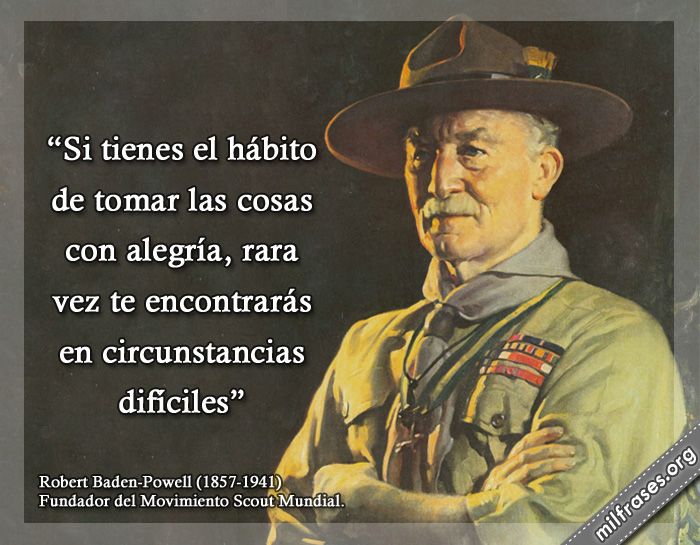 “Si tienes el hábito
de tomar las cosas
con alegría, rara
vez te encontrarás
en circunstancias
difíciles”
Robert Baden-Powell (1857-1941)
Fundador del Movimiento Scout Mundial.
milfrases.org